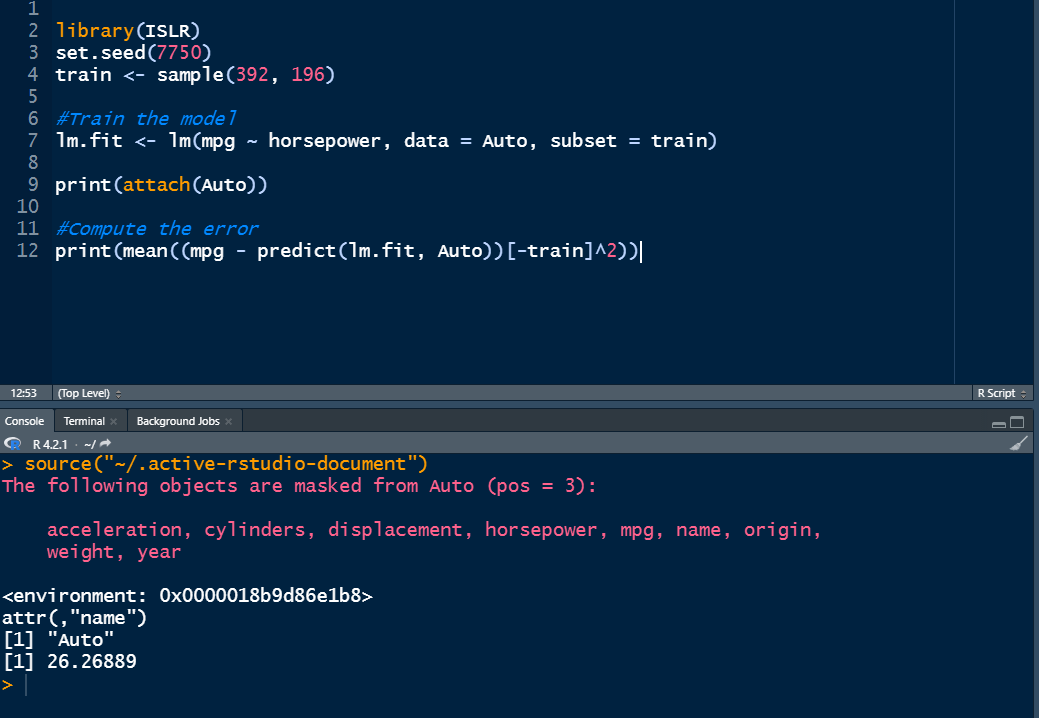 1
2 library(ISLR)
3 set.seed(7750)
4 train <- sample(392, 196)
5
6 #Train the model
7 lm.fit <- lm(mpg ~ horsepower, data = Auto, subset = train)
8
9 print(attach(Auto))
10
11 #Compute the error
12 print(mean((mpg - predict(lm.fit, Auto))[-train]^2))
12:53 (Top Level) R Script
Console Terminal × Background Jobs ×
R 4.2.1 · ~/
> source("~/.active-rstudio-document")
The following objects are masked from Auto (pos = 3):

    acceleration, cylinders, displacement, horsepower, mpg, name, origin,
    weight, year

<environment: 0x0000018b9d86e1b8>
attr(,"name")
[1] "Auto"
[1] 26.26889
>